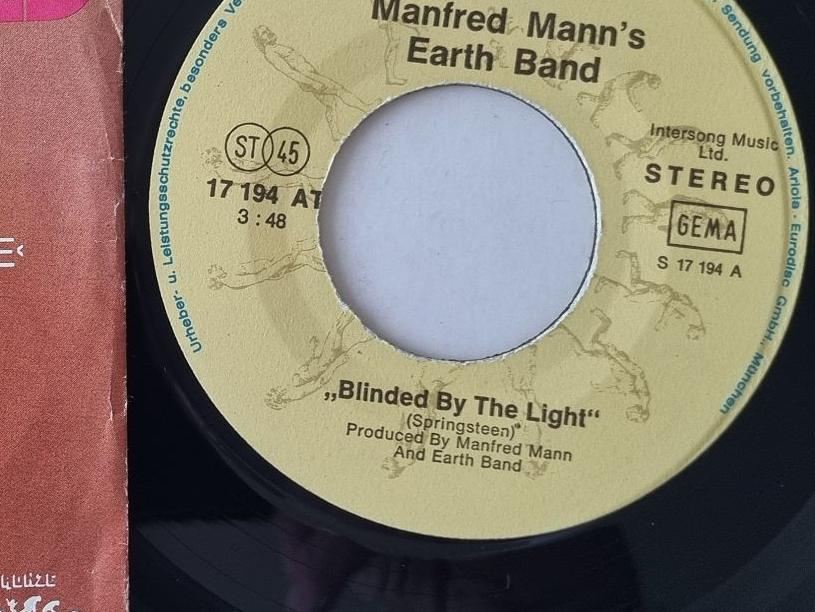 Manfred Mann's
Earth Band
ST 45
17 194 AT
3 : 48
Intersong Music
Ltd.
STEREO
GEMA
S 17 194 A
„Blinded By The Light“
(Springsteen)
Produced By Manfred Mann
And Earth Band
Urheber- u. Leistungsschutzrechte, besonders
Sendung vorbehalten. Ariola - Eurodisc GmbH., München